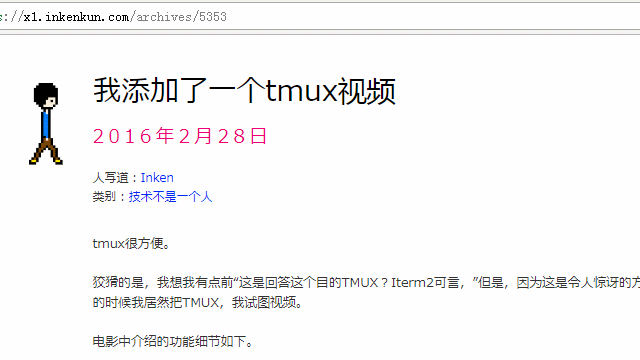 s://x1.inkenkun.com/archives/5353
我添加了一个tmux视频
2016年2月28日
人写道：Inken
类别：技术不是一个人
tmux很方便。
狡猾的是，我想我有点前“这是回答这个目的TMUX？Iterm2可言，”但是，因为这是令人惊讶的方
的时候我居然把TMUX，我试图视频。
电影中介绍的功能细节如下。